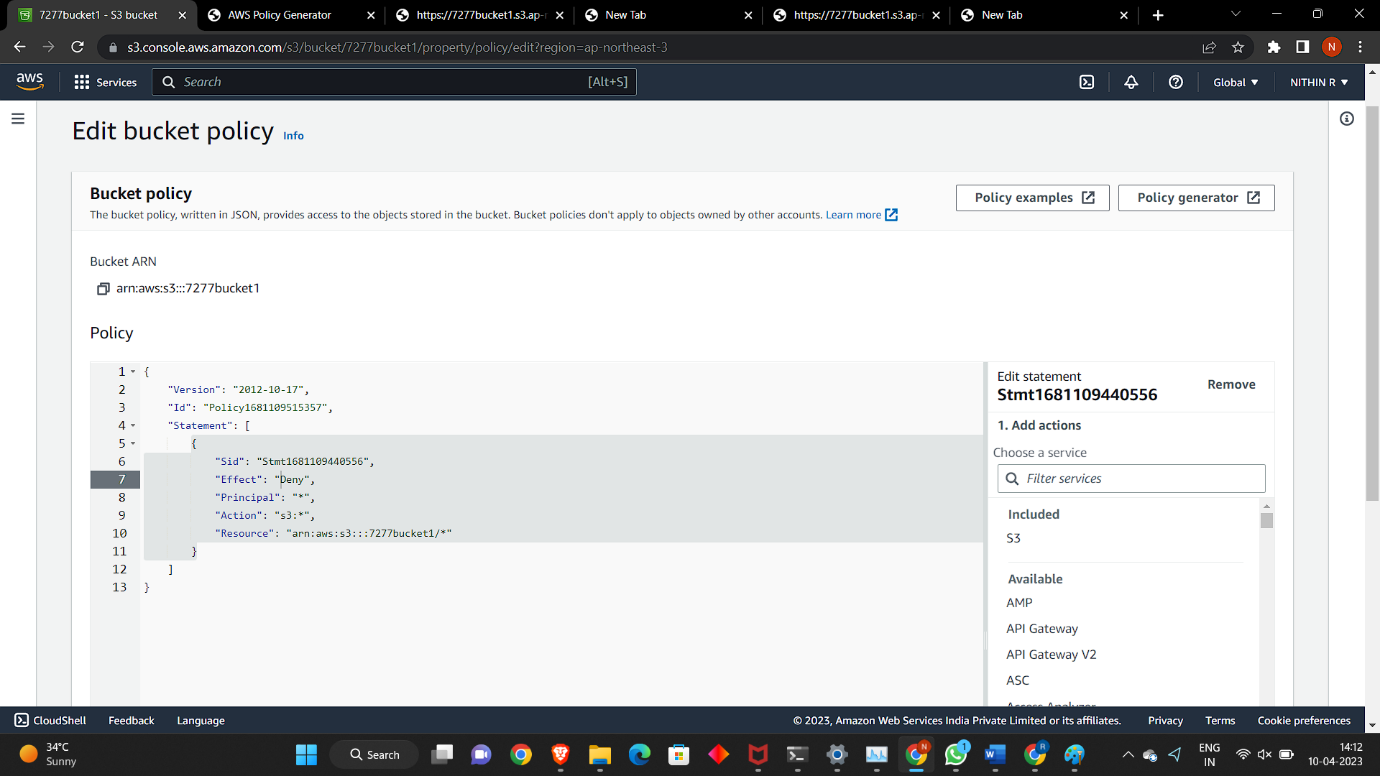 7277bucket1 - S3 bucket
AWS Policy Generator
https://7277bucket1.s3.ap-
New Tab
https://7277bucket1.s3.ap-
New Tab
s3.console.aws.amazon.com/s3/bucket/7277bucket1/property/policy/edit?region=ap-northeast-3
N
aws
Services
Search
[Alt+S]
Global
NITHIN R
Edit bucket policy Info
Bucket policy
The bucket policy, written in JSON, provides access to the objects stored in the bucket. Bucket policies don't apply to objects owned by other accounts. Learn more
Policy examples
Policy generator
Bucket ARN
arn:aws:s3:::7277bucket1
Policy
1 {
2 "Version": "2012-10-17",
3 "Id": "Policy1681109515357",
4 "Statement": [
5 {
6 "Sid": "Stmt1681109440556",
7 "Effect": "Deny",
8 "Principal": "*",
9 "Action": "s3:*",
10 "Resource": "arn:aws:s3:::7277bucket1/*"
11 }
12 ]
13 }
Edit statement
Stmt1681109440556
Remove
1. Add actions
Choose a service
Filter services
Included
S3
Available
AMP
API Gateway
API Gateway V2
ASC
Access Analyzer
CloudShell
Feedback
Language
© 2023, Amazon Web Services India Private Limited or its affiliates.
Privacy
Terms
Cookie preferences
34°C
Sunny
Search
N
1
W
R
ENG
IN
14:12
10-04-2023